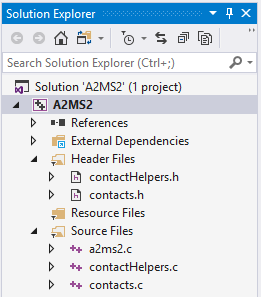 Solution Explorer
Search Solution Explorer (Ctrl+;)
Solution 'A2MS2' (1 project)
A2MS2
References
External Dependencies
Header Files
contactHelpers.h
contacts.h
Resource Files
Source Files
a2ms2.c
contactHelpers.c
contacts.c